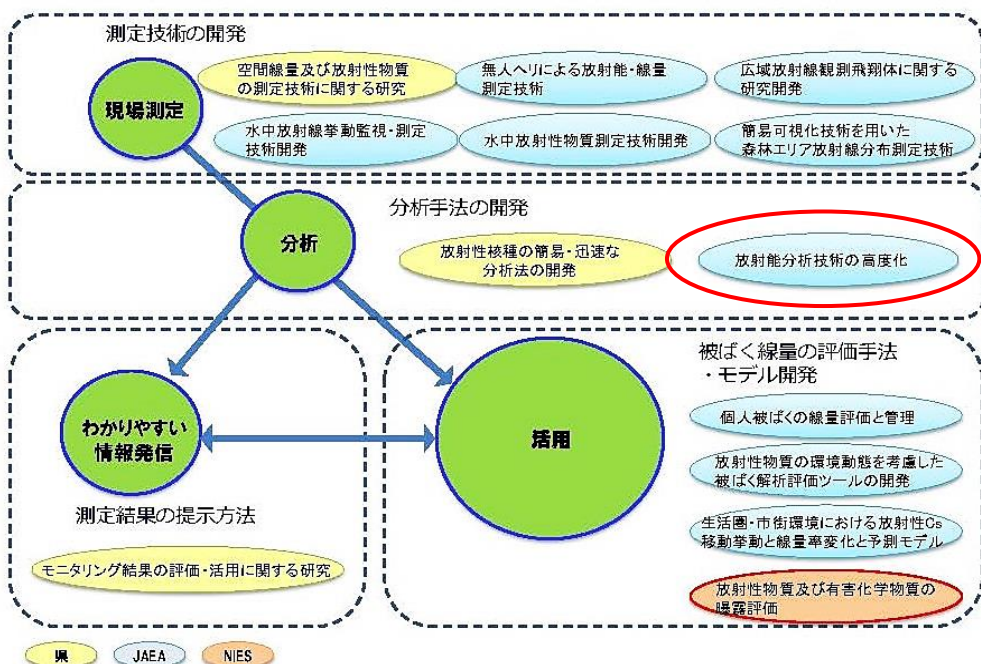 測定技術の開発
現場測定
空間線量及び放射性物質
の測定技術に関する研究
無人ヘリによる放射能・線量
測定技術
広域放射線観測飛翔体に関する
研究開発
水中放射線挙動監視・測定
技術開発
水中放射性物質測定技術開発
簡易可視化技術を用いた
森林エリア放射線分布測定技術
分析手法の開発
分析
放射性核種の簡易・迅速な
分析法の開発
放射能分析技術の高度化
わかりやすい
情報発信
測定結果の提示方法
モニタリング結果の評価・活用に関する研究
活用
被ばく線量の評価手法
・モデル開発
個人被ばくの線量評価と管理
放射性物質の環境動態を考慮した
被ばく解析評価ツールの開発
生活圏・市街環境における放射性Cs
移動挙動と線量率変化と予測モデル
放射性物質及び有害化学物質の
曝露評価
県
JAEA
NIES